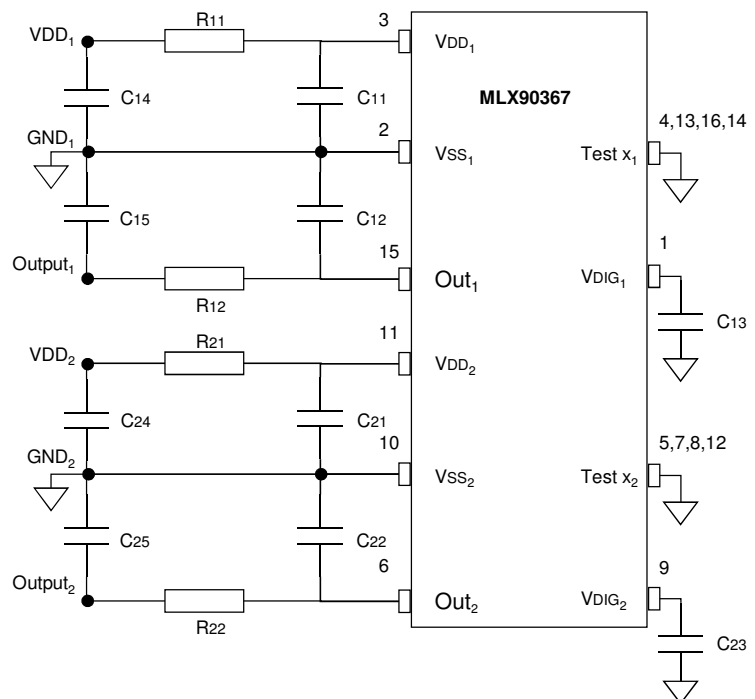 R11
3
VDD1
VDD1
C14
C11
MLX90367
4,13,16,14
GND1
2
VSS1
Test x1
C15
C12
Output1
15
1
Out1
VDIG1
R12
C13
R21
11
VDD2
VDD2
C24
C21
GND2
10
5,7,8,12
VSS2
Test x2
C25
C22
Output2
6
9
Out2
VDIG2
R22
C23